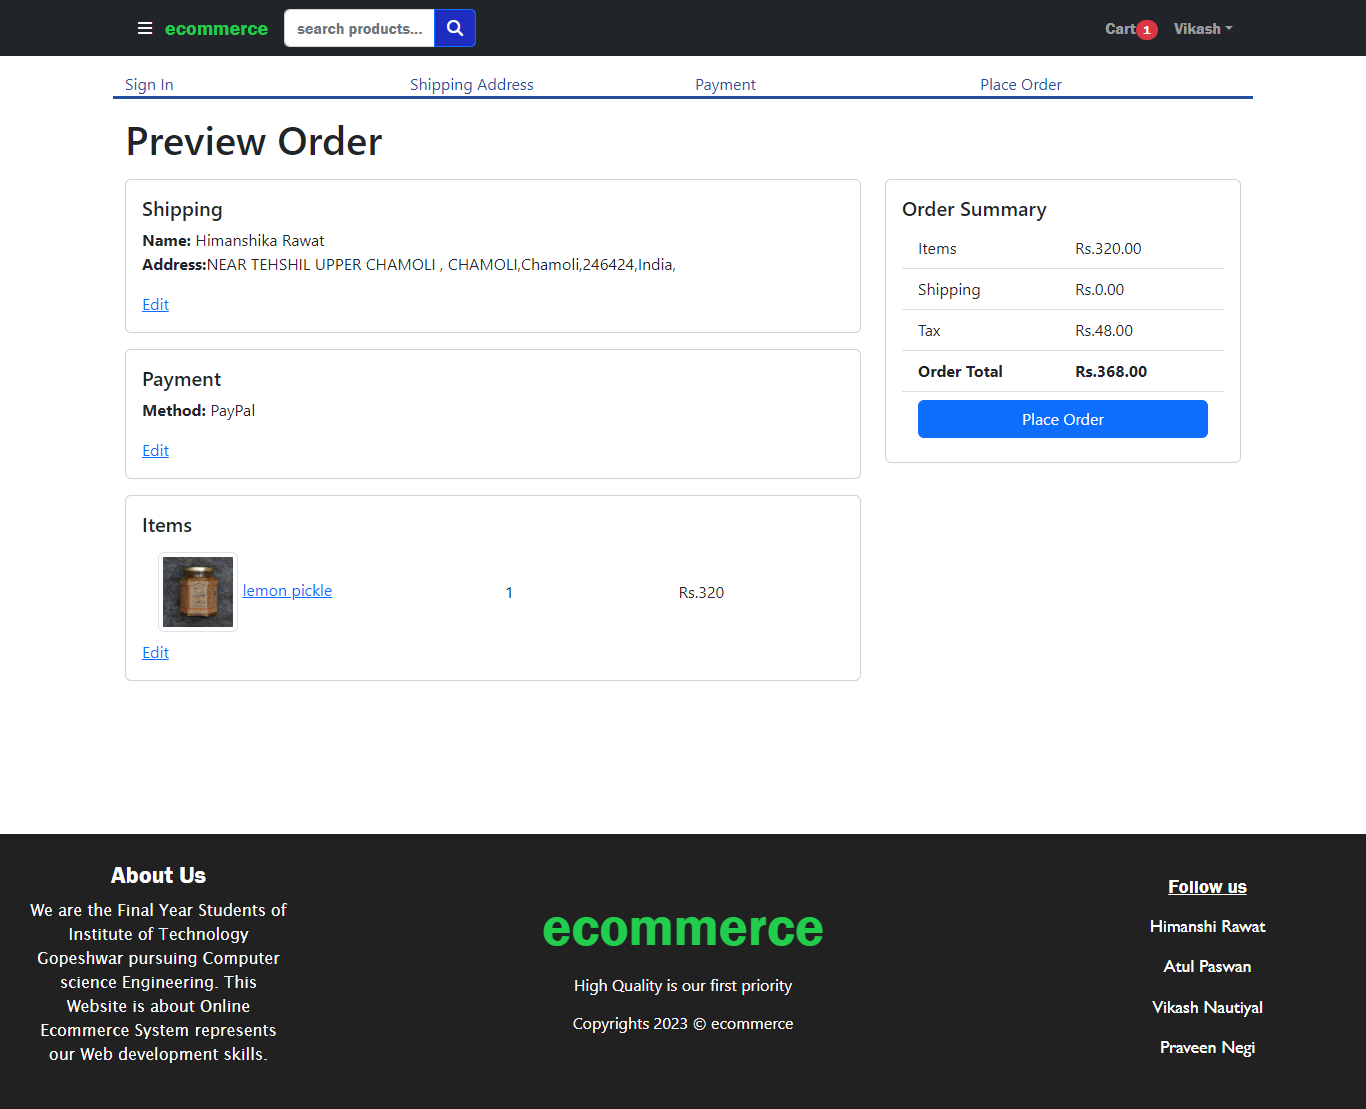 ecommerce
search products...
Cart 1
Vikash
Sign In
Shipping Address
Payment
Place Order
Preview Order
Shipping
Name: Himanshika Rawat
Address:NEAR TEHSHIL UPPER CHAMOLI , CHAMOLI,Chamoli,246424,India,
Edit
Payment
Method: PayPal
Edit
Items
lemon pickle 1 Rs.320
Edit
Order Summary
Items Rs.320.00
Shipping Rs.0.00
Tax Rs.48.00
Order Total Rs.368.00
Place Order
About Us
We are the Final Year Students of
Institute of Technology
Gopeshwar pursuing Computer
science Engineering. This
Website is about Online
Ecommerce System represents
our Web development skills.
ecommerce
High Quality is our first priority
Copyrights 2023 © ecommerce
Follow us
Himanshi Rawat
Atul Paswan
Vikash Nautiyal
Praveen Negi